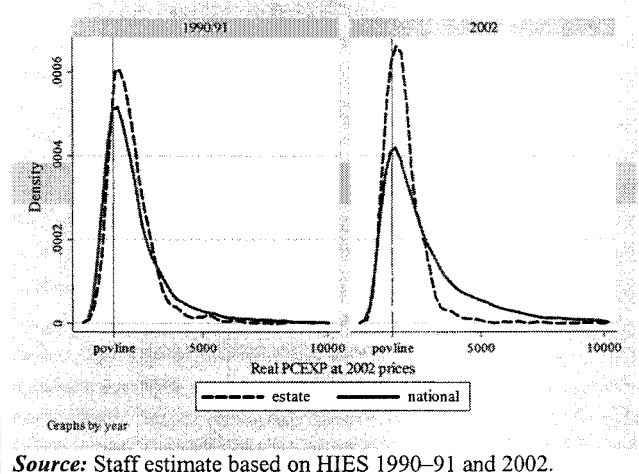 1990/91 2002
Density
0 .0002 .0004 .0006
povline 5000 10000 povline 5000 10000
Real PCEXP at 2002 prices
estate national
Graphs by year
Source: Staff estimate based on HIES 1990–91 and 2002.